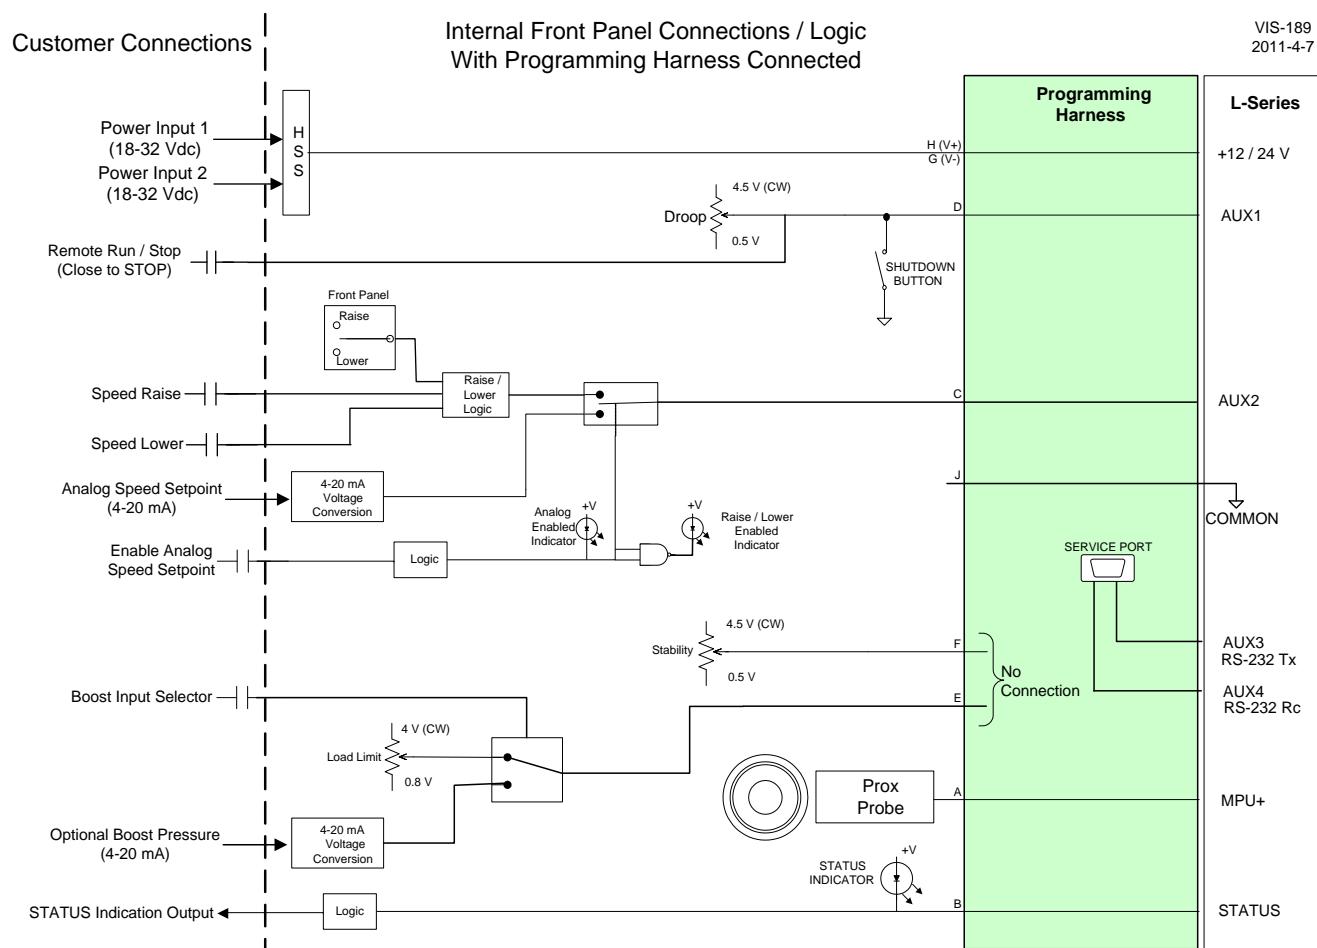 Customer Connections
Internal Front Panel Connections / Logic
With Programming Harness Connected
VIS-189
2011-4-7
Programming
Harness
L-Series
Power Input 1
(18-32 Vdc)
Power Input 2
(18-32 Vdc)
H
S
S
H (V+)
G (V-)
+12 / 24 V
4.5 V (CW)
Droop
0.5 V
D
AUX1
Remote Run / Stop
(Close to STOP)
SHUTDOWN
BUTTON
Front Panel
Raise
Lower
Speed Raise
Raise /
Lower
Logic
C
AUX2
Speed Lower
Analog Speed Setpoint
(4-20 mA)
4-20 mA
Voltage
Conversion
J
COMMON
Analog
Enabled
Indicator
+V
+V
Raise / Lower
Enabled
Indicator
Enable Analog
Speed Setpoint
Logic
SERVICE PORT
4.5 V (CW)
Stability
0.5 V
F
No
Connection
AUX3
RS-232 Tx
Boost Input Selector
E
AUX4
RS-232 Rc
4 V (CW)
Load Limit
0.8 V
Prox
Probe
A
MPU+
Optional Boost Pressure
(4-20 mA)
4-20 mA
Voltage
Conversion
STATUS
INDICATOR
+V
STATUS Indication Output
Logic
B
STATUS